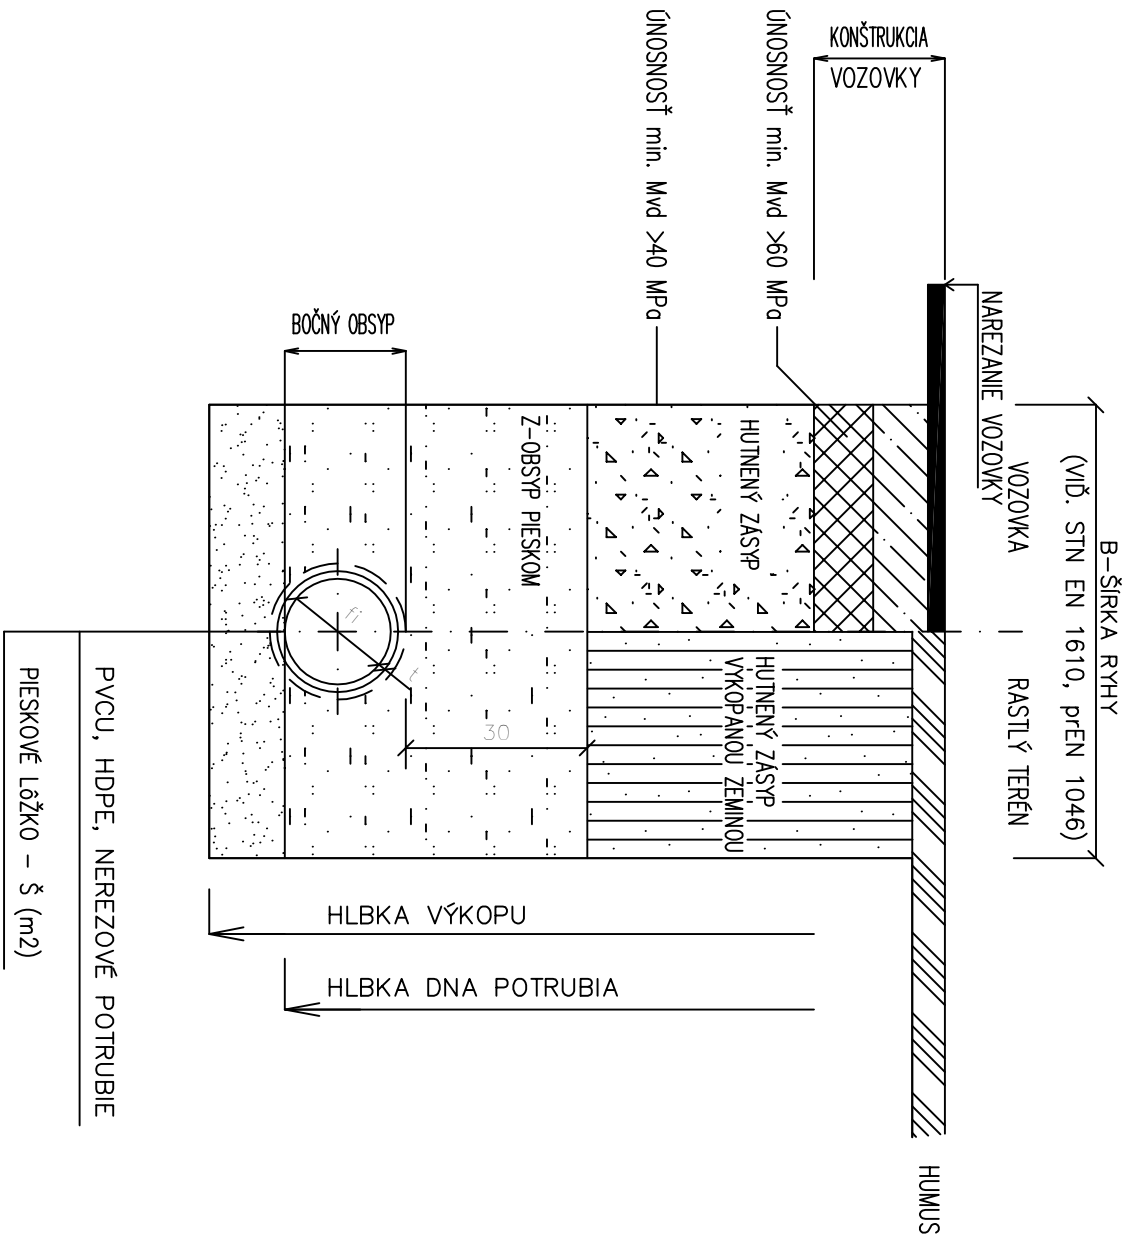 B-ŠÍRKA RYHY
(VIĎ. STN EN 1610, prEN 1046)
VOZOVKA
RASTLÝ TERÉN
NAREZANIE VOZOVKY
HUMUS
KONŠTRUKCIA
VOZOVKY
ÚNOSNOSŤ min. Mvd >60 MPa
ÚNOSNOSŤ min. Mvd >40 MPa
HUTNENÝ ZÁSYP
HUTNENÝ ZÁSYP
VÝKOPANOU ZEMINOU
Z-OBSYP PIESKOM
30
BOČNÝ OBSYP
fi
t
HLBKA VÝKOPU
HLBKA DNA POTRUBIA
PVCU, HDPE, NEREZOVÉ POTRUBIE
PIESKOVÉ LôŽKO - Š (m2)